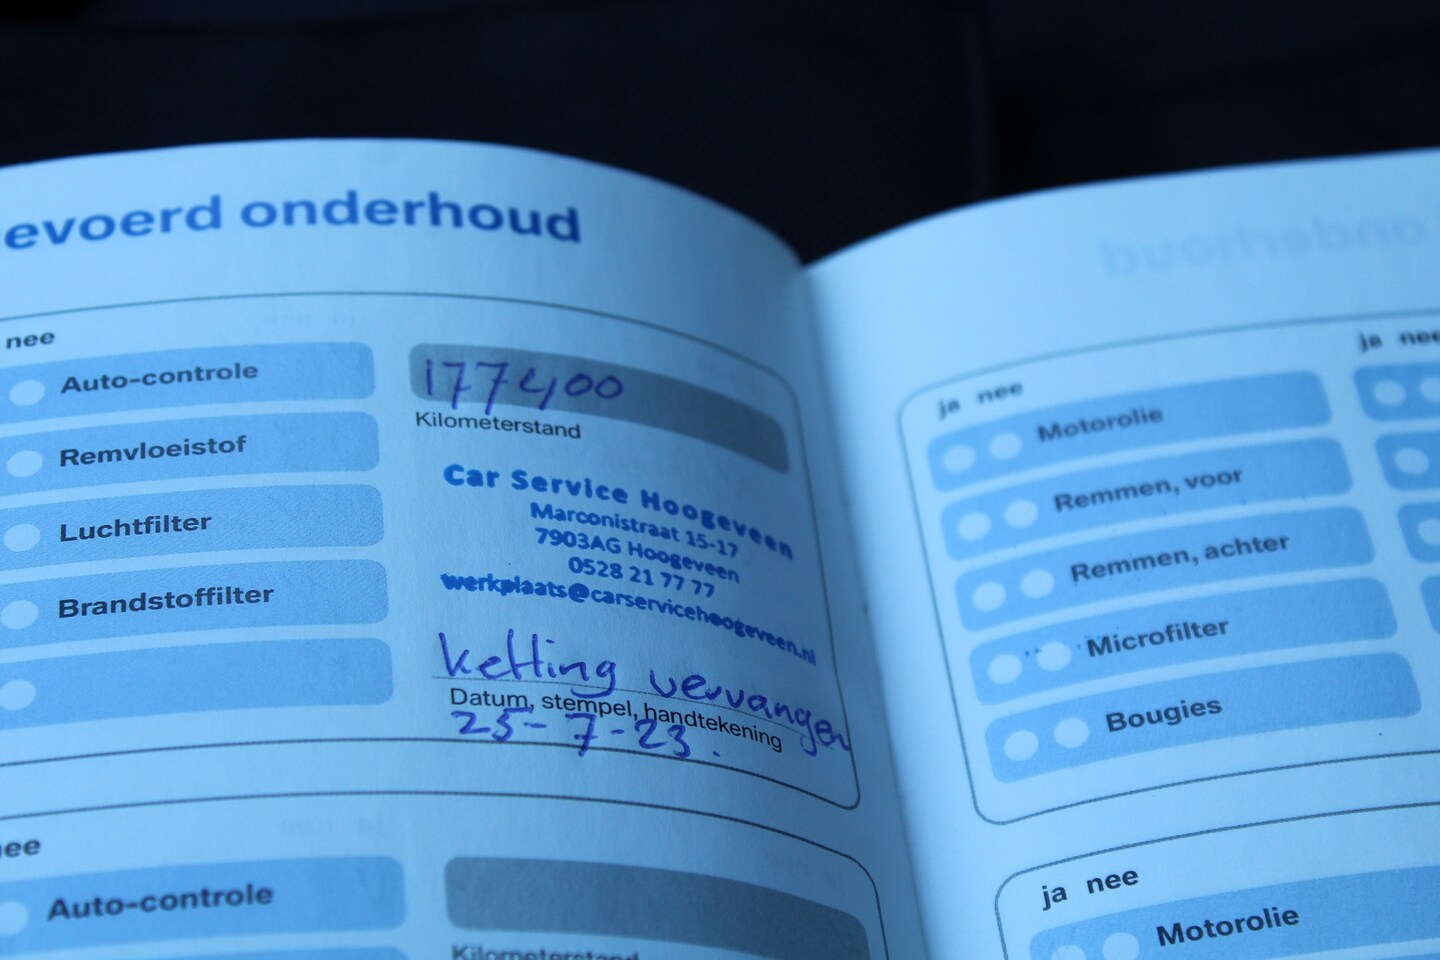 evoerd onderhoud
nee
Auto-controle
Remvloeistof
Luchtfilter
Brandstoffilter
177400
Kilometerstand
Car Service Hoogeveen
Marconistraat 15-17
7903AG Hoogeveen
0528 21 77 77
werkplaats@carservicehoogeveen.nl
ketting vervangen
Datum, stempel, handtekening
25-7-23.
nee
Auto-controle
Kilometerstand
onderhoud
ja nee
Motorolie
Remmen, voor
Remmen, achter
Microfilter
Bougies
ja nee
ja nee
Motorolie